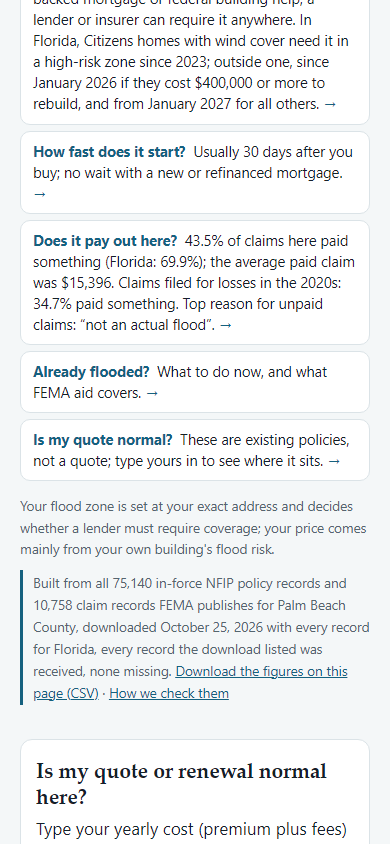 backed mortgage or federal building help; a
lender or insurer can require it anywhere. In
Florida, Citizens homes with wind cover need it in
a high-risk zone since 2023; outside one, since
January 2026 if they cost $400,000 or more to
rebuild, and from January 2027 for all others. →
How fast does it start? Usually 30 days after you
buy; no wait with a new or refinanced mortgage.
→
Does it pay out here? 43.5% of claims here paid
something (Florida: 69.9%); the average paid claim
was $15,396. Claims filed for losses in the 2020s:
34.7% paid something. Top reason for unpaid
claims: “not an actual flood”. →
Already flooded? What to do now, and what
FEMA aid covers. →
Is my quote normal? These are existing policies,
not a quote; type yours in to see where it sits. →
Your flood zone is set at your exact address and decides
whether a lender must require coverage; your price comes
mainly from your own building's flood risk.
Built from all 75,140 in-force NFIP policy records and
10,758 claim records FEMA publishes for Palm Beach
County, downloaded October 25, 2026 with every record
for Florida, every record the download listed was
received, none missing. Download the figures on this
page (CSV) · How we check them
Is my quote or renewal normal
here?
Type your yearly cost (premium plus fees)